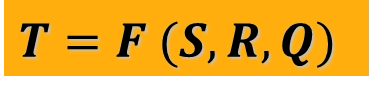 T = F (S, R, Q)